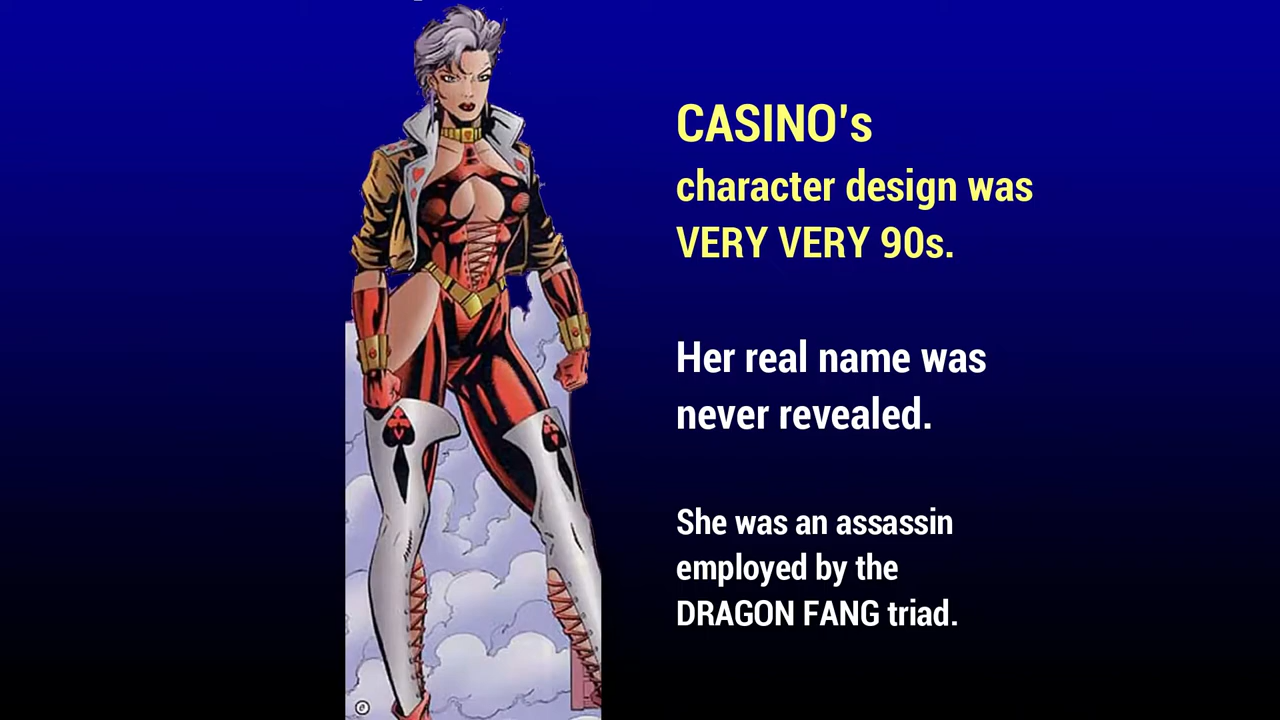 CASINO's
character design was
VERY VERY 90s.
Her real name was
never revealed.
She was an assassin
employed by the
DRAGON FANG triad.